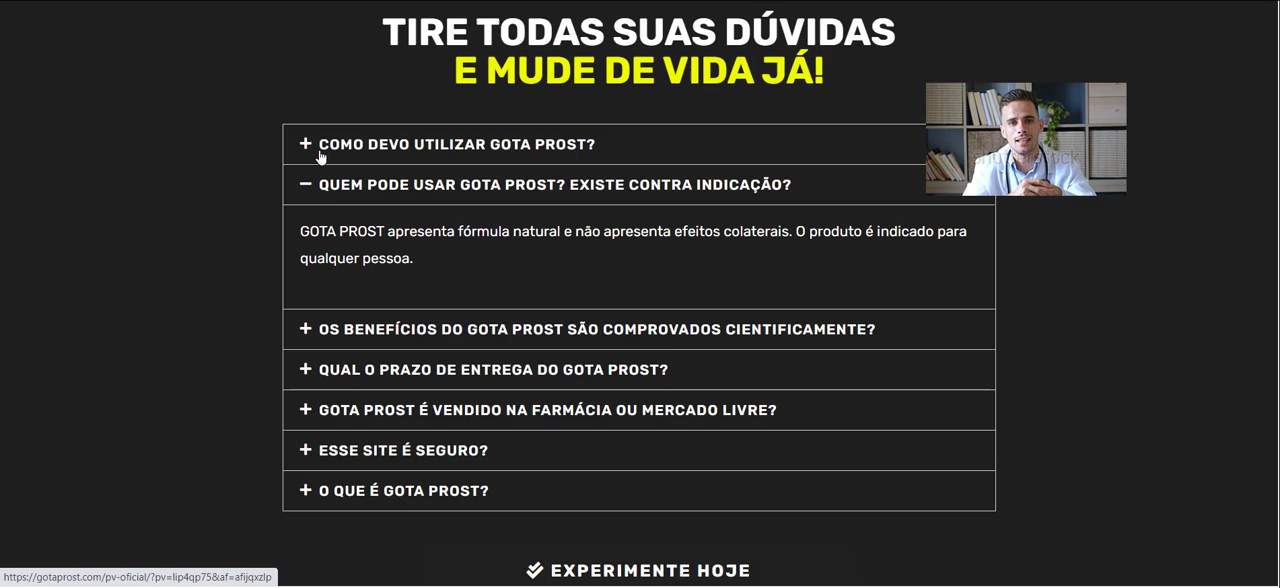 TIRE TODAS SUAS DÚVIDAS
E MUDE DE VIDA JÁ!
+ COMO DEVO UTILIZAR GOTA PROST?
− QUEM PODE USAR GOTA PROST? EXISTE CONTRA INDICAÇÃO?
shutterstock
GOTA PROST apresenta fórmula natural e não apresenta efeitos colaterais. O produto é indicado para
qualquer pessoa.
+ OS BENEFÍCIOS DO GOTA PROST SÃO COMPROVADOS CIENTIFICAMENTE?
+ QUAL O PRAZO DE ENTREGA DO GOTA PROST?
+ GOTA PROST É VENDIDO NA FARMÁCIA OU MERCADO LIVRE?
+ ESSE SITE É SEGURO?
+ O QUE É GOTA PROST?
EXPERIMENTE HOJE
https://gotaprost.com/pv-oficial/?pv=lip4qp75&af=afijqxzlp